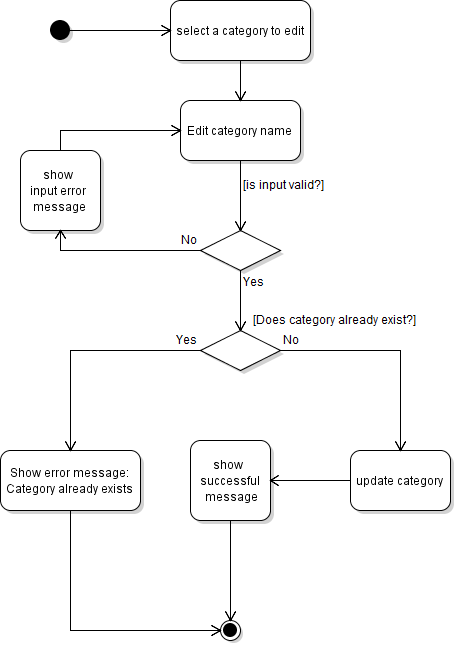 select a category to edit
Edit category name
show
input error
message
[is input valid?]
No
Yes
[Does category already exist?]
Yes
No
Show error message:
Category already exists
show
successful
message
update category